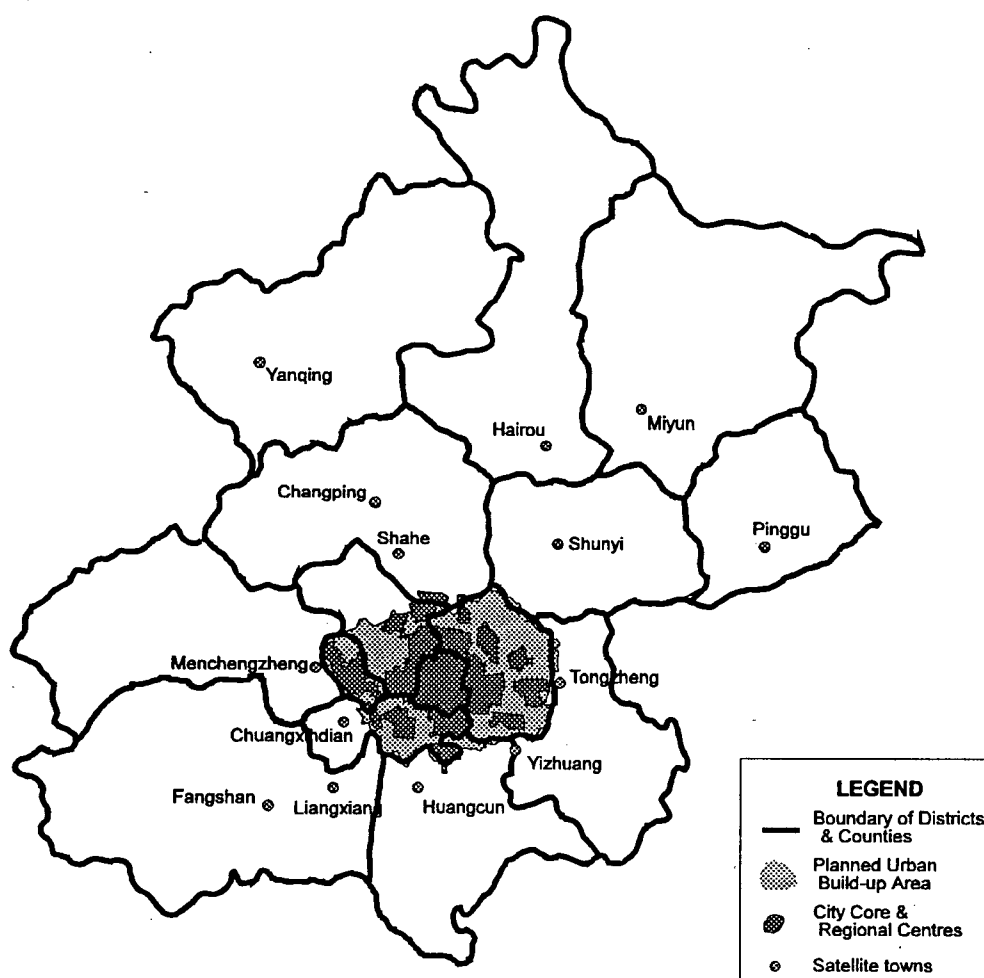 Yanqing
Miyun
Hairou
Changping
Shahe
Shunyi
Pinggu
Menchengzheng
Tongzheng
Chuangxindian
Yizhuang
Fangshan
Liangxiang
Huangcun
LEGEND
Boundary of Districts
& Counties
Planned Urban
Build-up Area
City Core &
Regional Centres
Satellite towns